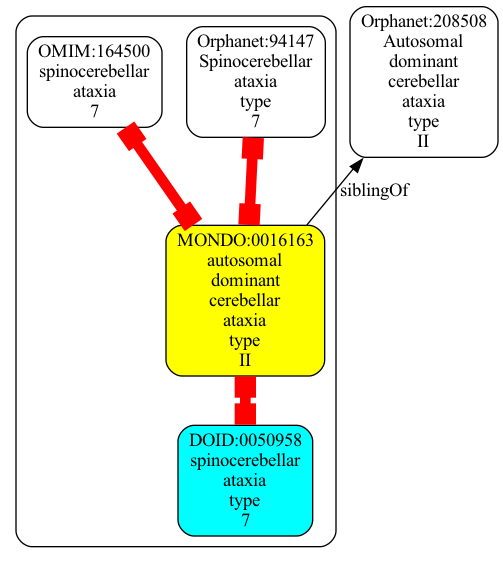 OMIM:164500
spinocerebellar
ataxia
7
Orphanet:94147
Spinocerebellar
ataxia
type
7
Orphanet:208508
Autosomal
dominant
cerebellar
ataxia
type
II
siblingOf
MONDO:0016163
autosomal
dominant
cerebellar
ataxia
type
II
DOID:0050958
spinocerebellar
ataxia
type
7